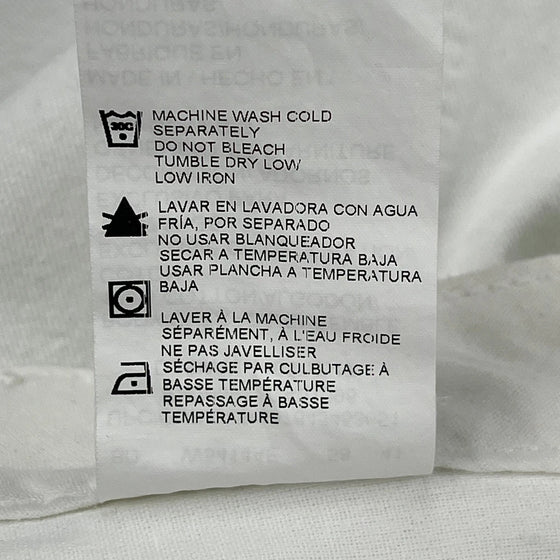 30C
MACHINE WASH COLD
SEPARATELY
DO NOT BLEACH
TUMBLE DRY LOW
LOW IRON
LAVAR EN LAVADORA CON AGUA
FRÍA, POR SEPARADO
NO USAR BLANQUEADOR
SECAR A TEMPERATURA BAJA
USAR PLANCHA A TEMPERATURA
BAJA
LAVER À LA MACHINE
SÉPARÉMENT, À L'EAU FROIDE
NE PAS JAVELLISER
SÉCHAGE PAR CULBUTAGE À
BASSE TEMPÉRATURE
REPASSAGE À BASSE
TEMPÉRATURE